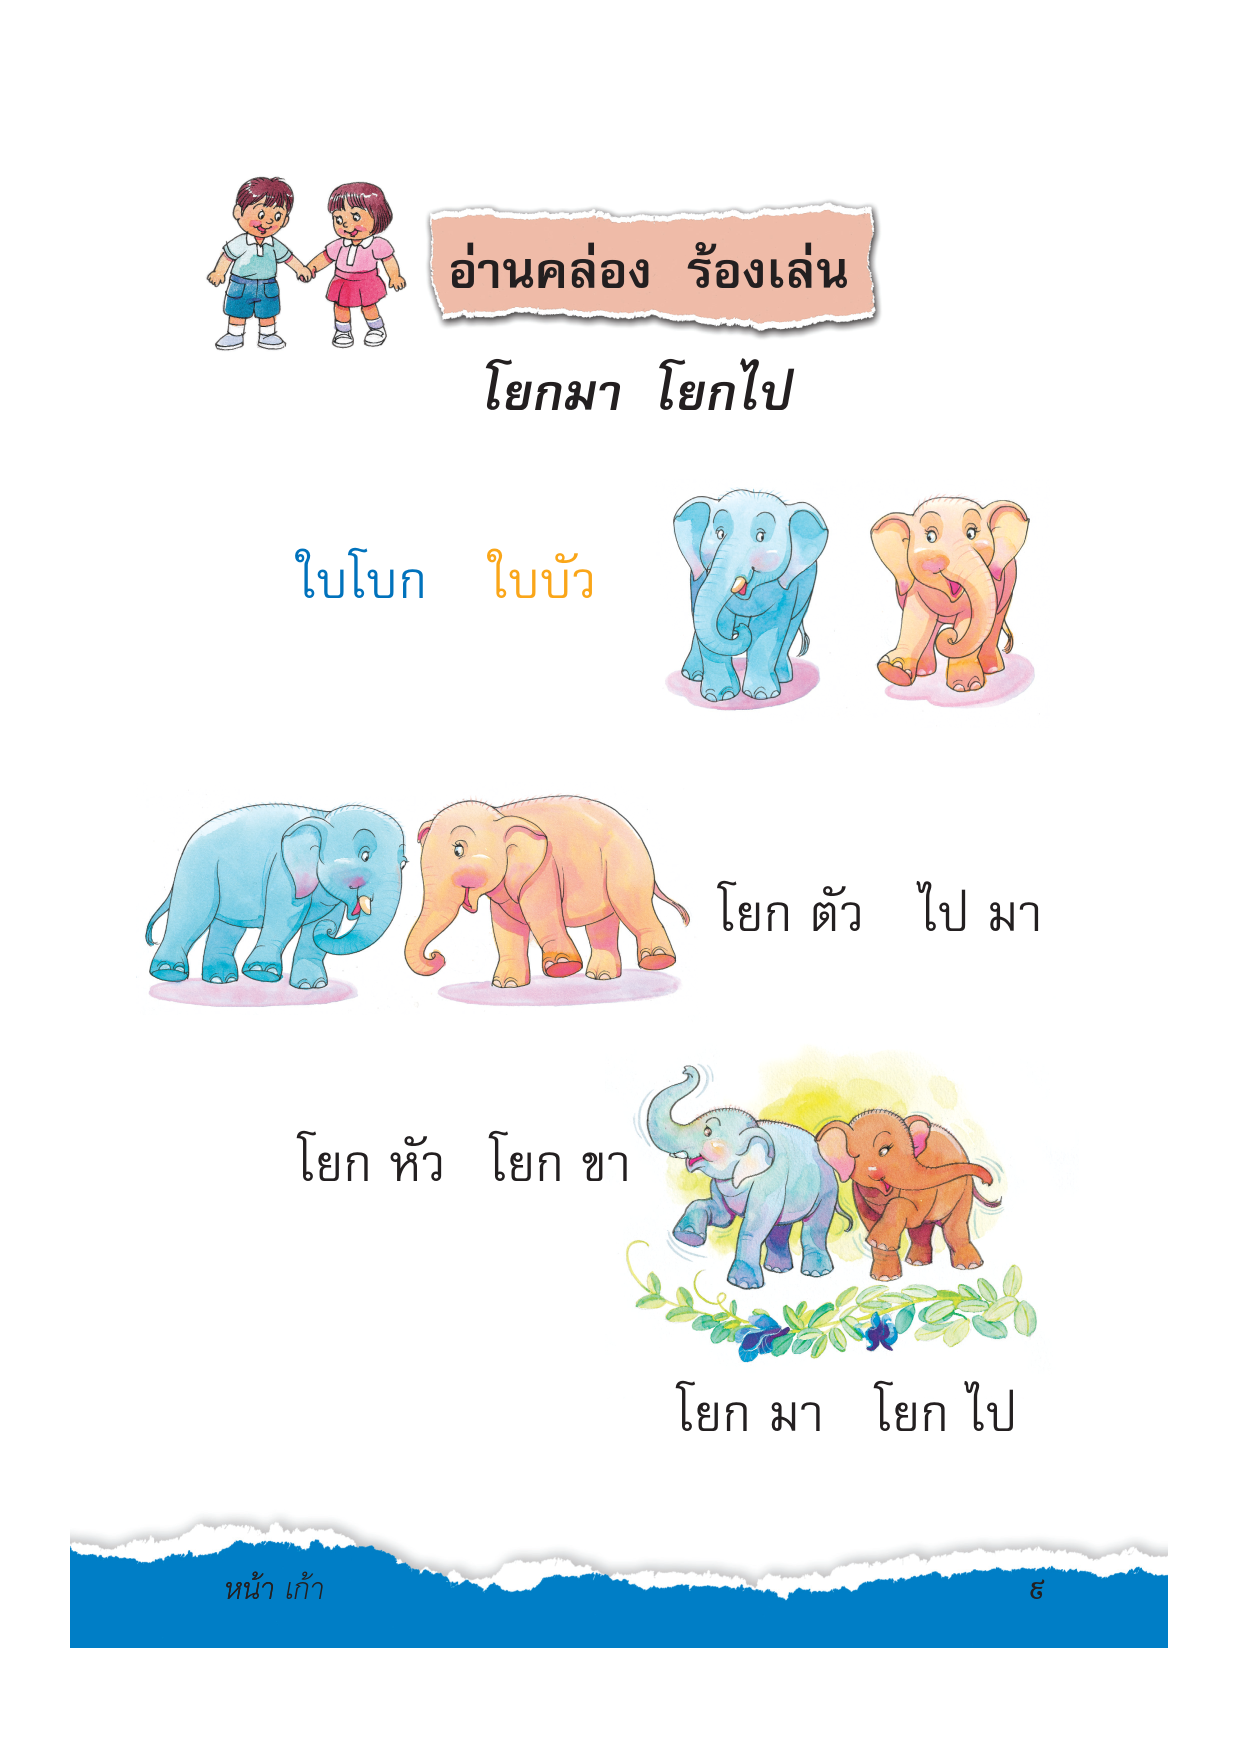 อ่านคล่อง ร้องเล่น
โยกมา โยกไป
ใบโบก ใบบัว
โยก ตัว ไป มา
โยก หัว โยก ขา
โยก มา โยก ไป
หน้า เก้า ๙